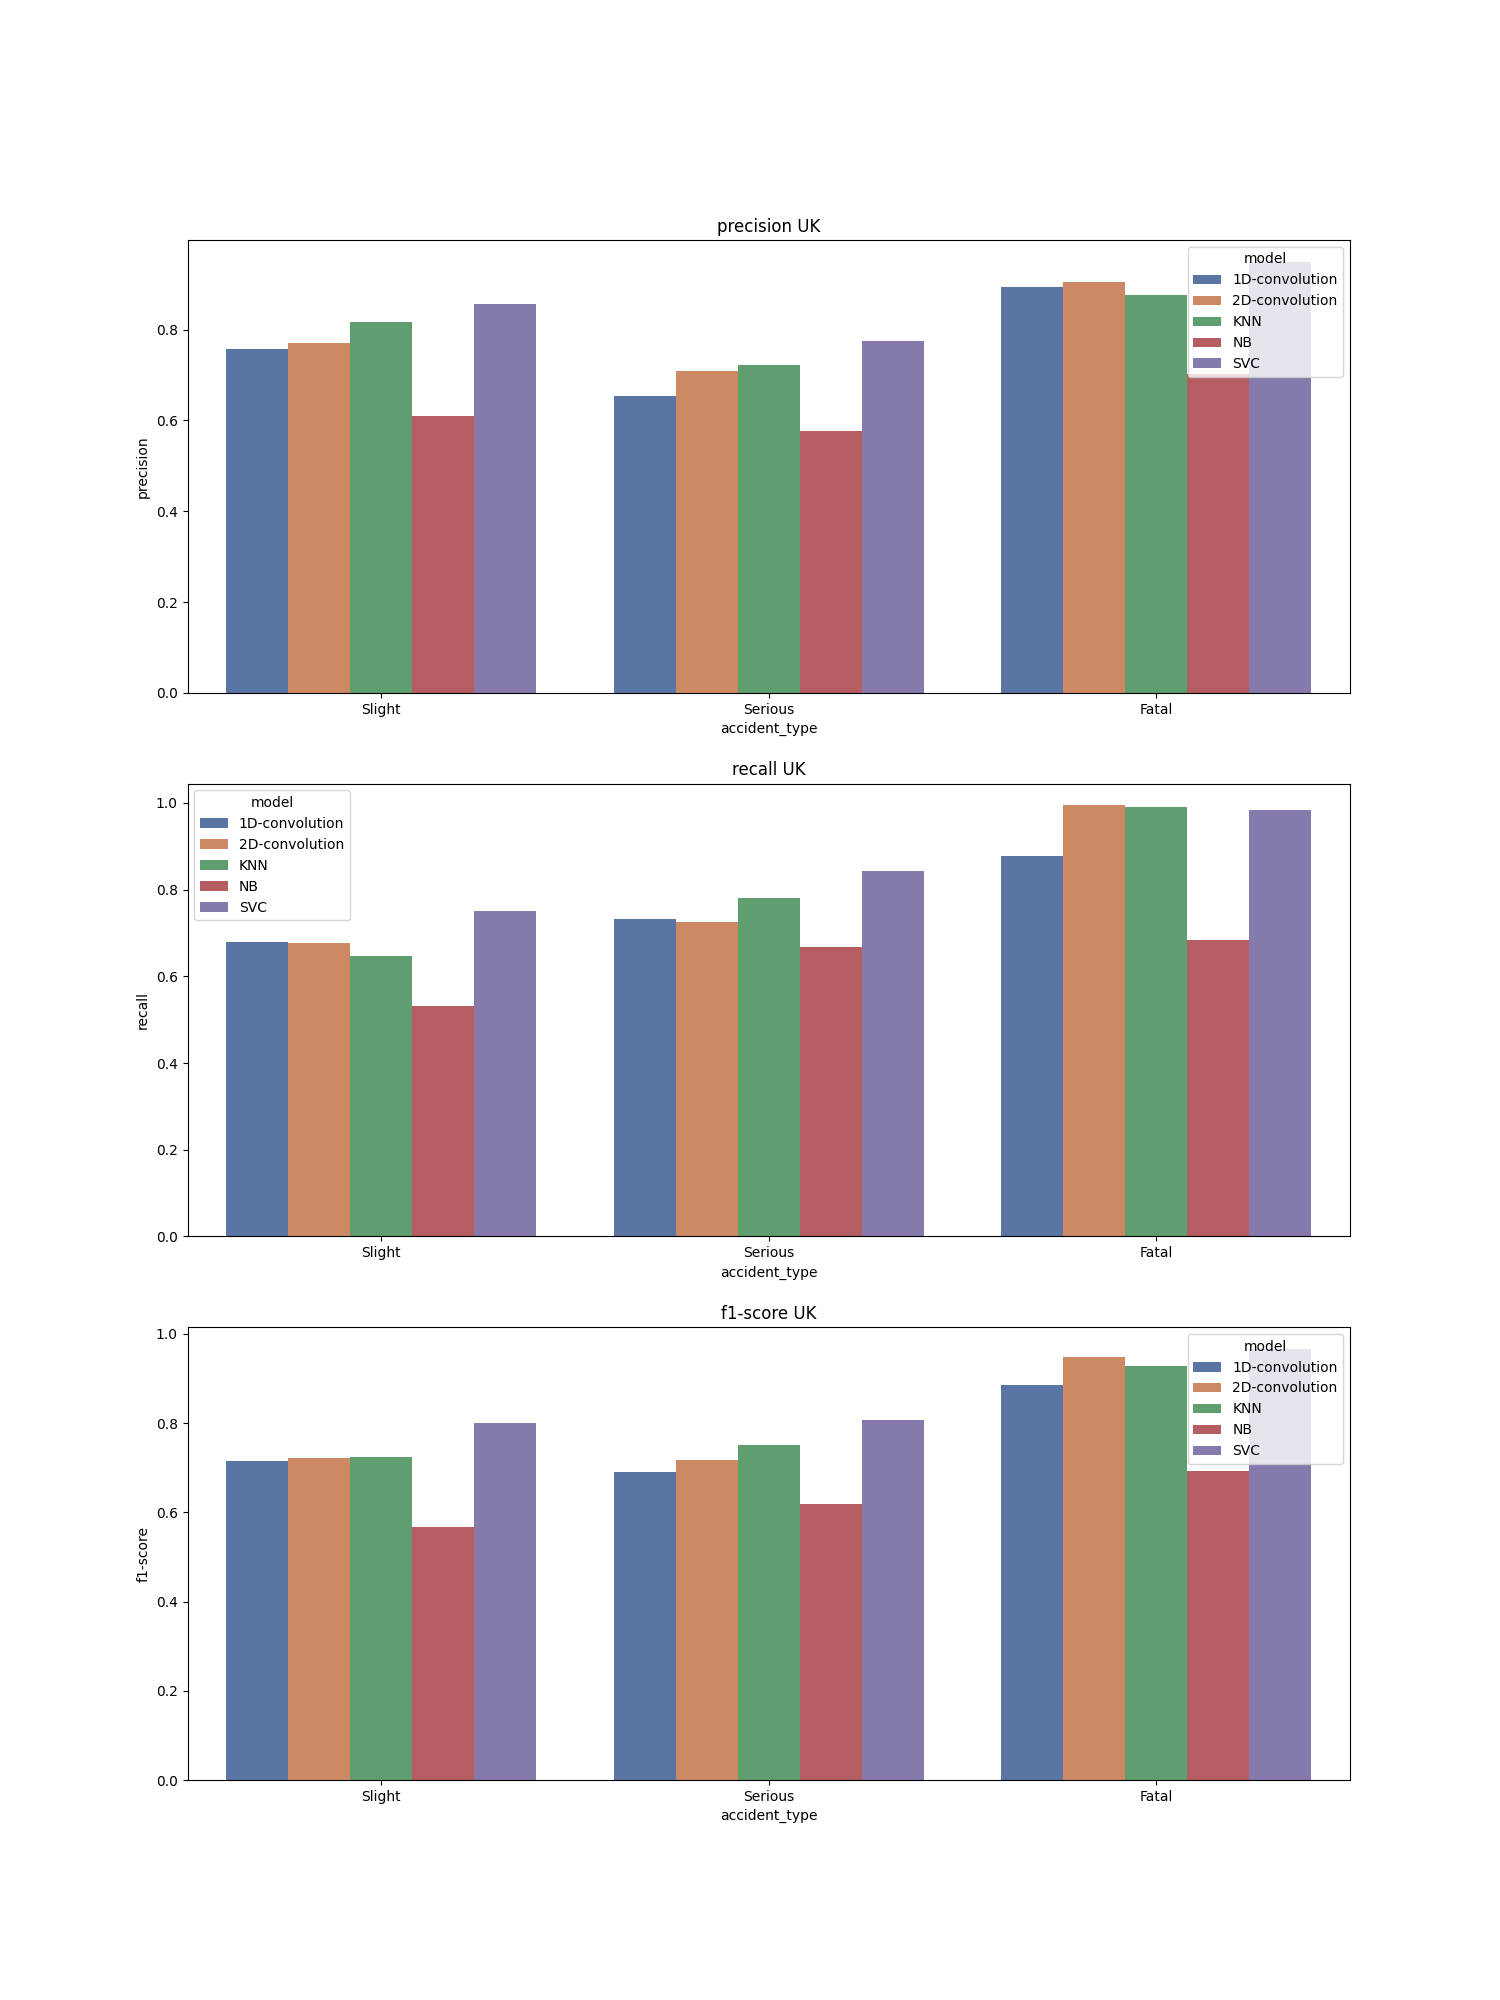 precision UK
model
1D-convolution
2D-convolution
KNN
NB
SVC
0.8
0.6
0.4
0.2
0.0
precision
Slight Serious Fatal
accident_type
recall UK
model
1D-convolution
2D-convolution
KNN
NB
SVC
1.0
0.8
0.6
0.4
0.2
0.0
recall
Slight Serious Fatal
accident_type
f1-score UK
model
1D-convolution
2D-convolution
KNN
NB
SVC
1.0
0.8
0.6
0.4
0.2
0.0
f1-score
Slight Serious Fatal
accident_type